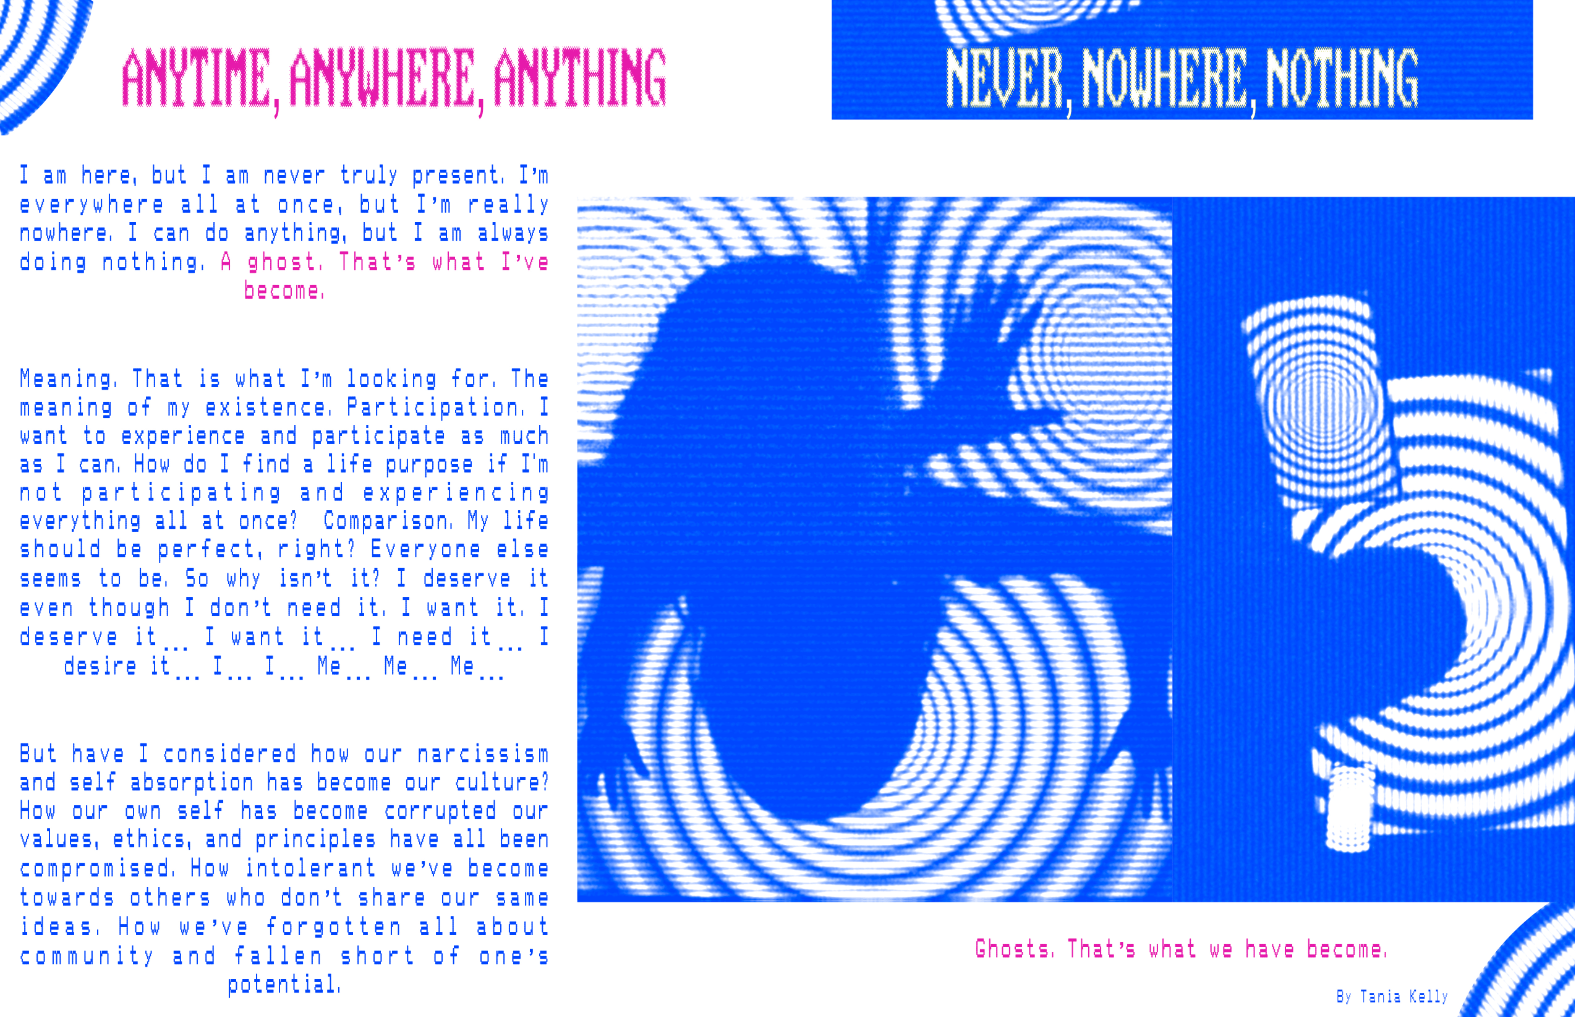 ANYTIME, ANYWHERE, ANYTHING
NEVER, NOWHERE, NOTHING
I am here, but I am never truly present. I’m
everywhere all at once, but I’m really
nowhere. I can do anything, but I am always
doing nothing. A ghost. That’s what I’ve
become.
Meaning. That is what I’m looking for. The
meaning of my existence. Participation. I
want to experience and participate as much
as I can. How do I find a life purpose if I'm
not participating and experiencing
everything all at once?  Comparison. My life
should be perfect, right? Everyone else
seems to be. So why isn’t it? I deserve it
even though I don’t need it. I want it. I
deserve it... I want it... I need it... I
desire it... I... I... Me... Me... Me...
But have I considered how our narcissism
and self absorption has become our culture?
How our own self has become corrupted our
values, ethics, and principles have all been
compromised. How intolerant we’ve become
towards others who don’t share our same
ideas. How we’ve forgotten all about
community and fallen short of one’s
potential.
Ghosts. That’s what we have become.
By Tania Kelly